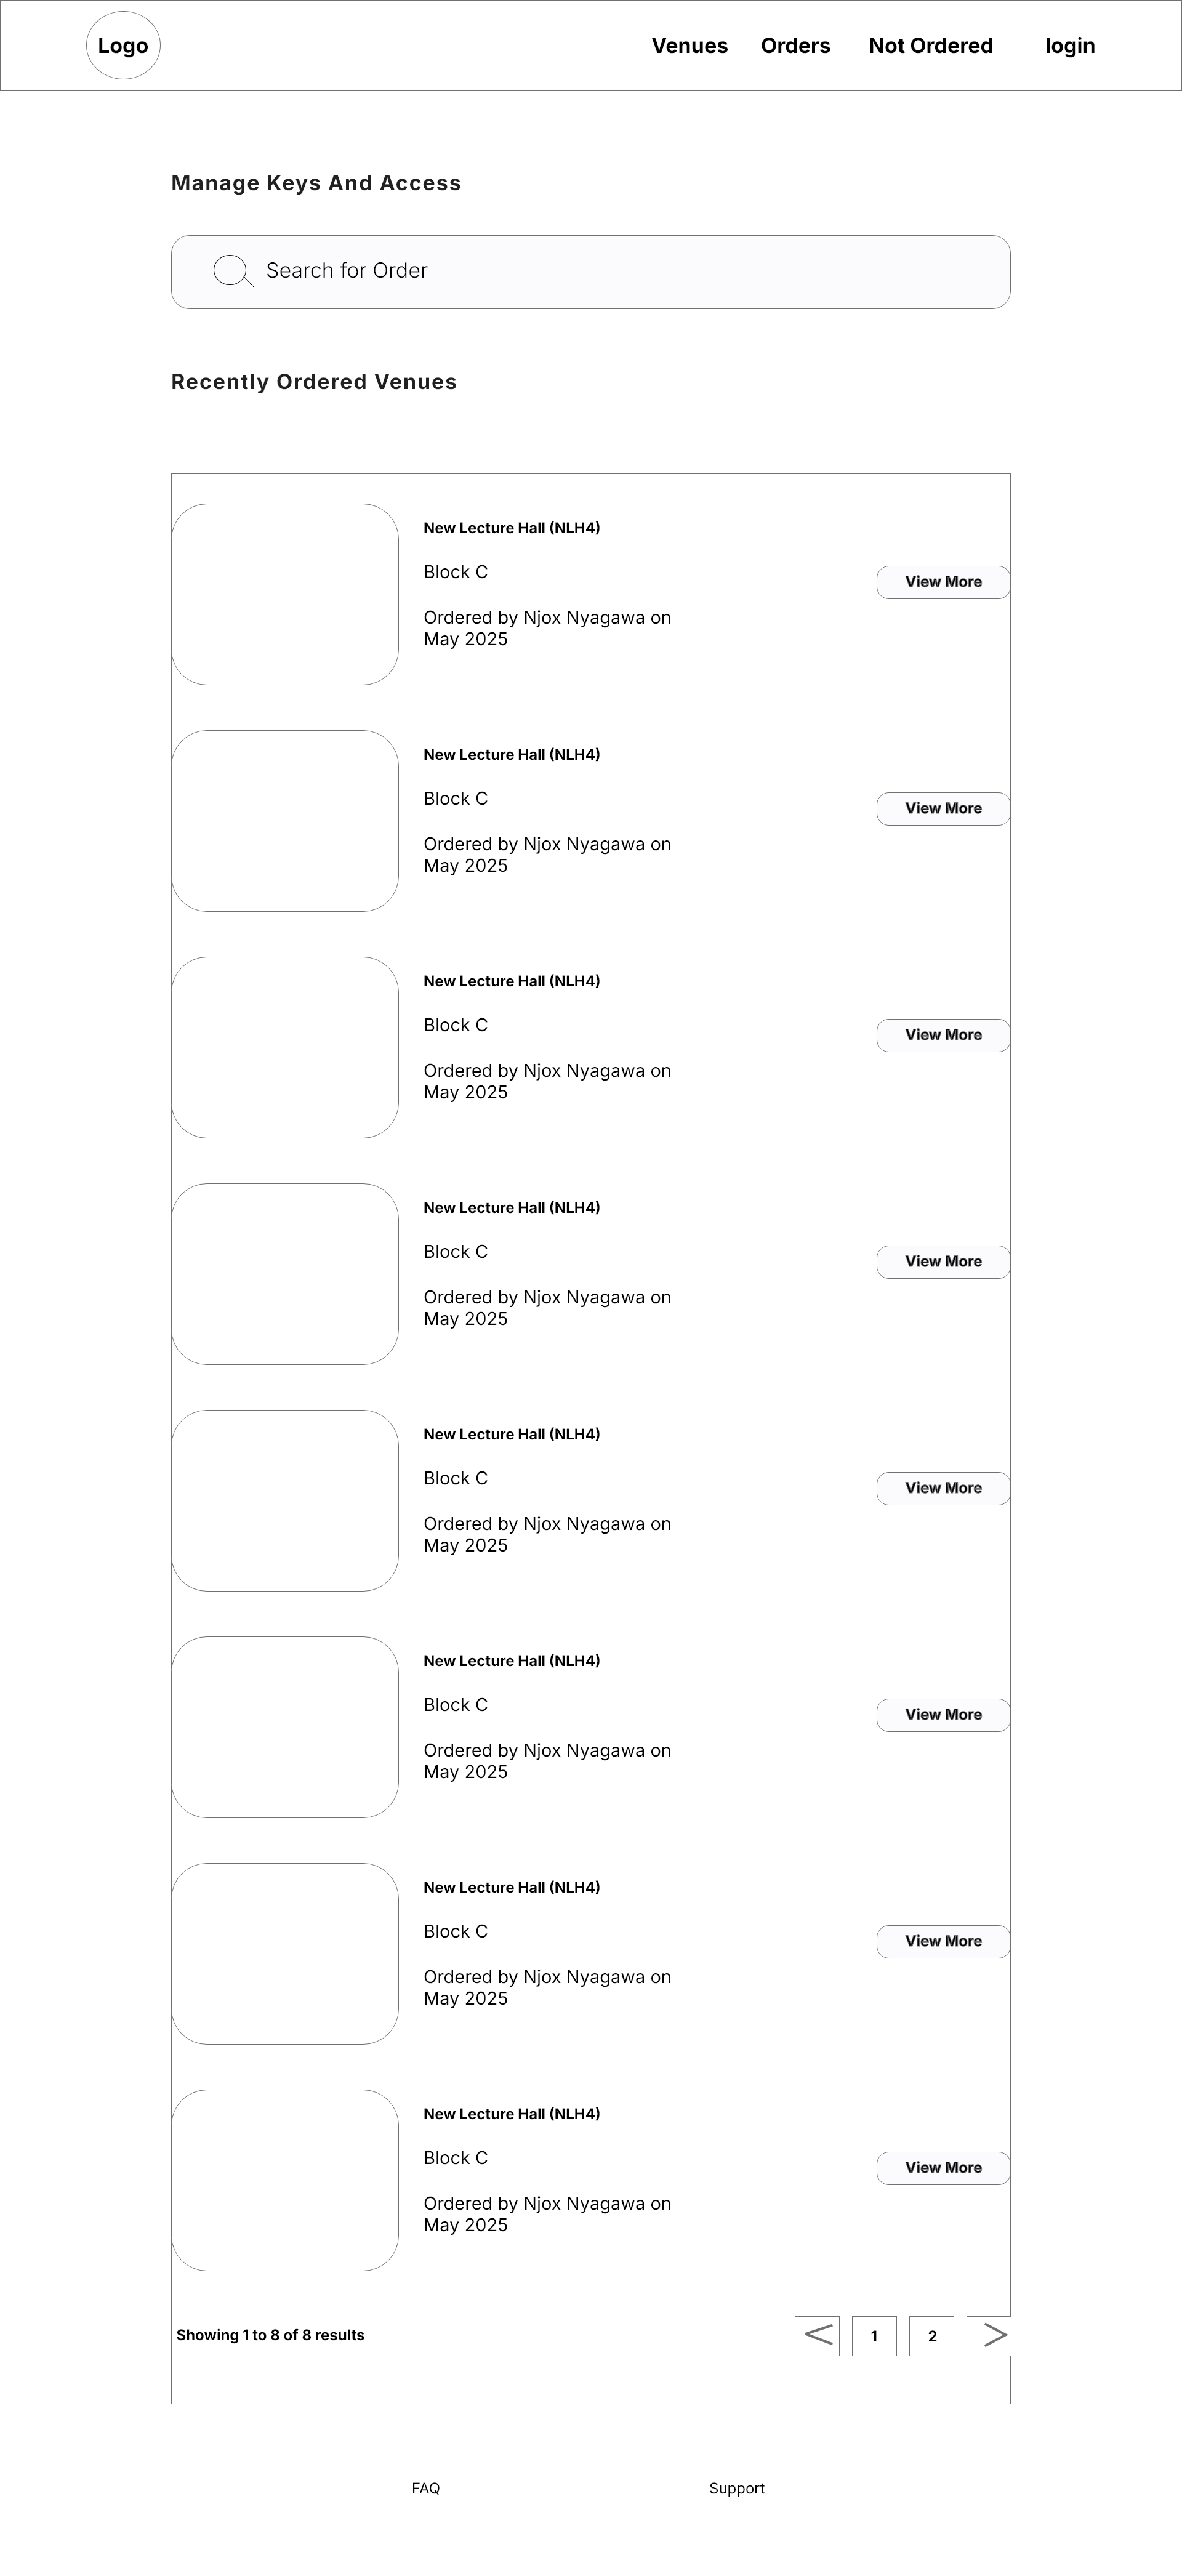 Logo
Venues Orders Not Ordered login
Manage Keys And Access
Search for Order
Recently Ordered Venues
New Lecture Hall (NLH4)
Block C
View More
Ordered by Njox Nyagawa on
May 2025
New Lecture Hall (NLH4)
Block C
View More
Ordered by Njox Nyagawa on
May 2025
New Lecture Hall (NLH4)
Block C
View More
Ordered by Njox Nyagawa on
May 2025
New Lecture Hall (NLH4)
Block C
View More
Ordered by Njox Nyagawa on
May 2025
New Lecture Hall (NLH4)
Block C
View More
Ordered by Njox Nyagawa on
May 2025
New Lecture Hall (NLH4)
Block C
View More
Ordered by Njox Nyagawa on
May 2025
New Lecture Hall (NLH4)
Block C
View More
Ordered by Njox Nyagawa on
May 2025
New Lecture Hall (NLH4)
Block C
View More
Ordered by Njox Nyagawa on
May 2025
Showing 1 to 8 of 8 results
1 2
FAQ Support